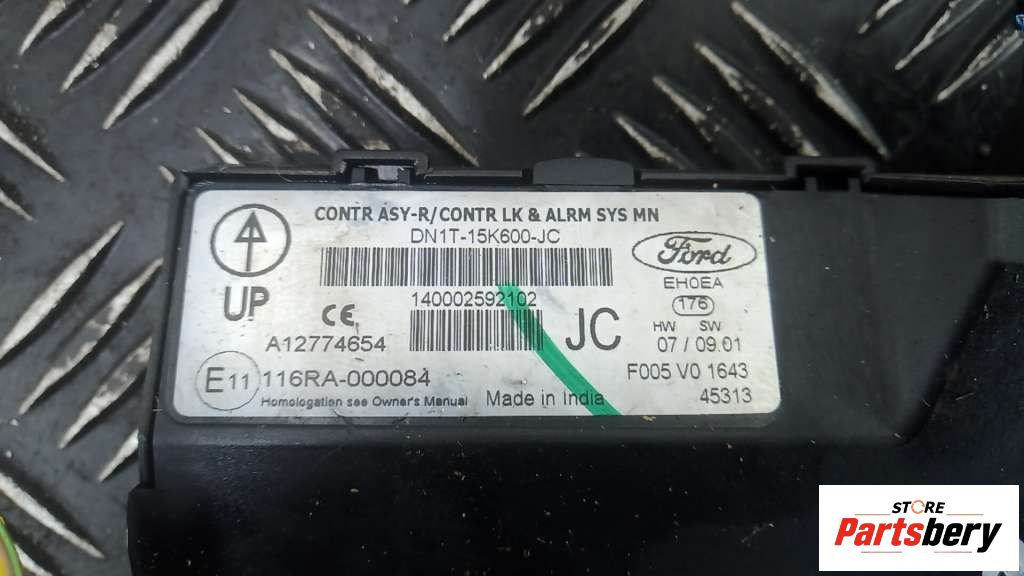 CONTR ASY-R/CONTR LK & ALRM SYS MN
DN1T-15K600-JC
Ford
UP
EH0EA
176
140002592102
CE
JC
HW SW
A12774654
07 / 09.01
E11 116RA-000084
F005 V0 1643
Homologation see Owner's Manual
Made in India
45313
STORE
Partsbery